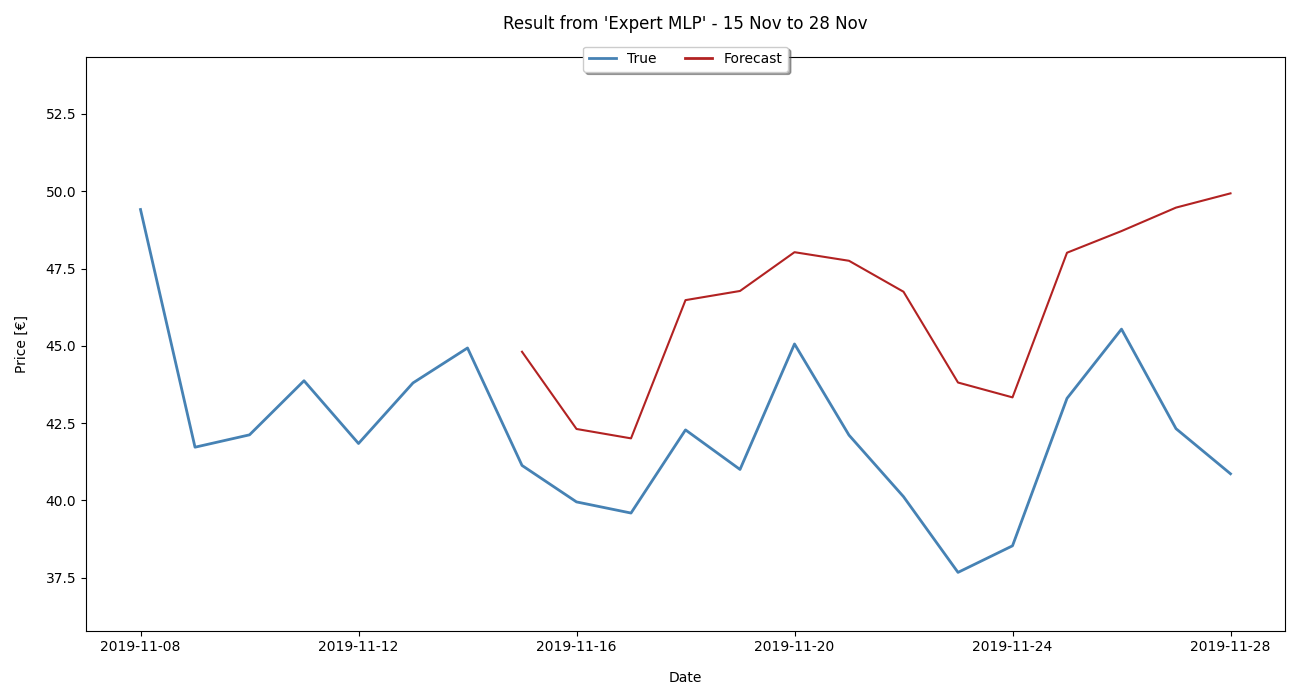 Result from 'Expert MLP' - 15 Nov to 28 Nov
True Forecast
52.5
50.0
47.5
45.0
42.5
40.0
37.5
Price [€]
2019-11-08 2019-11-12 2019-11-16 2019-11-20 2019-11-24 2019-11-28
Date